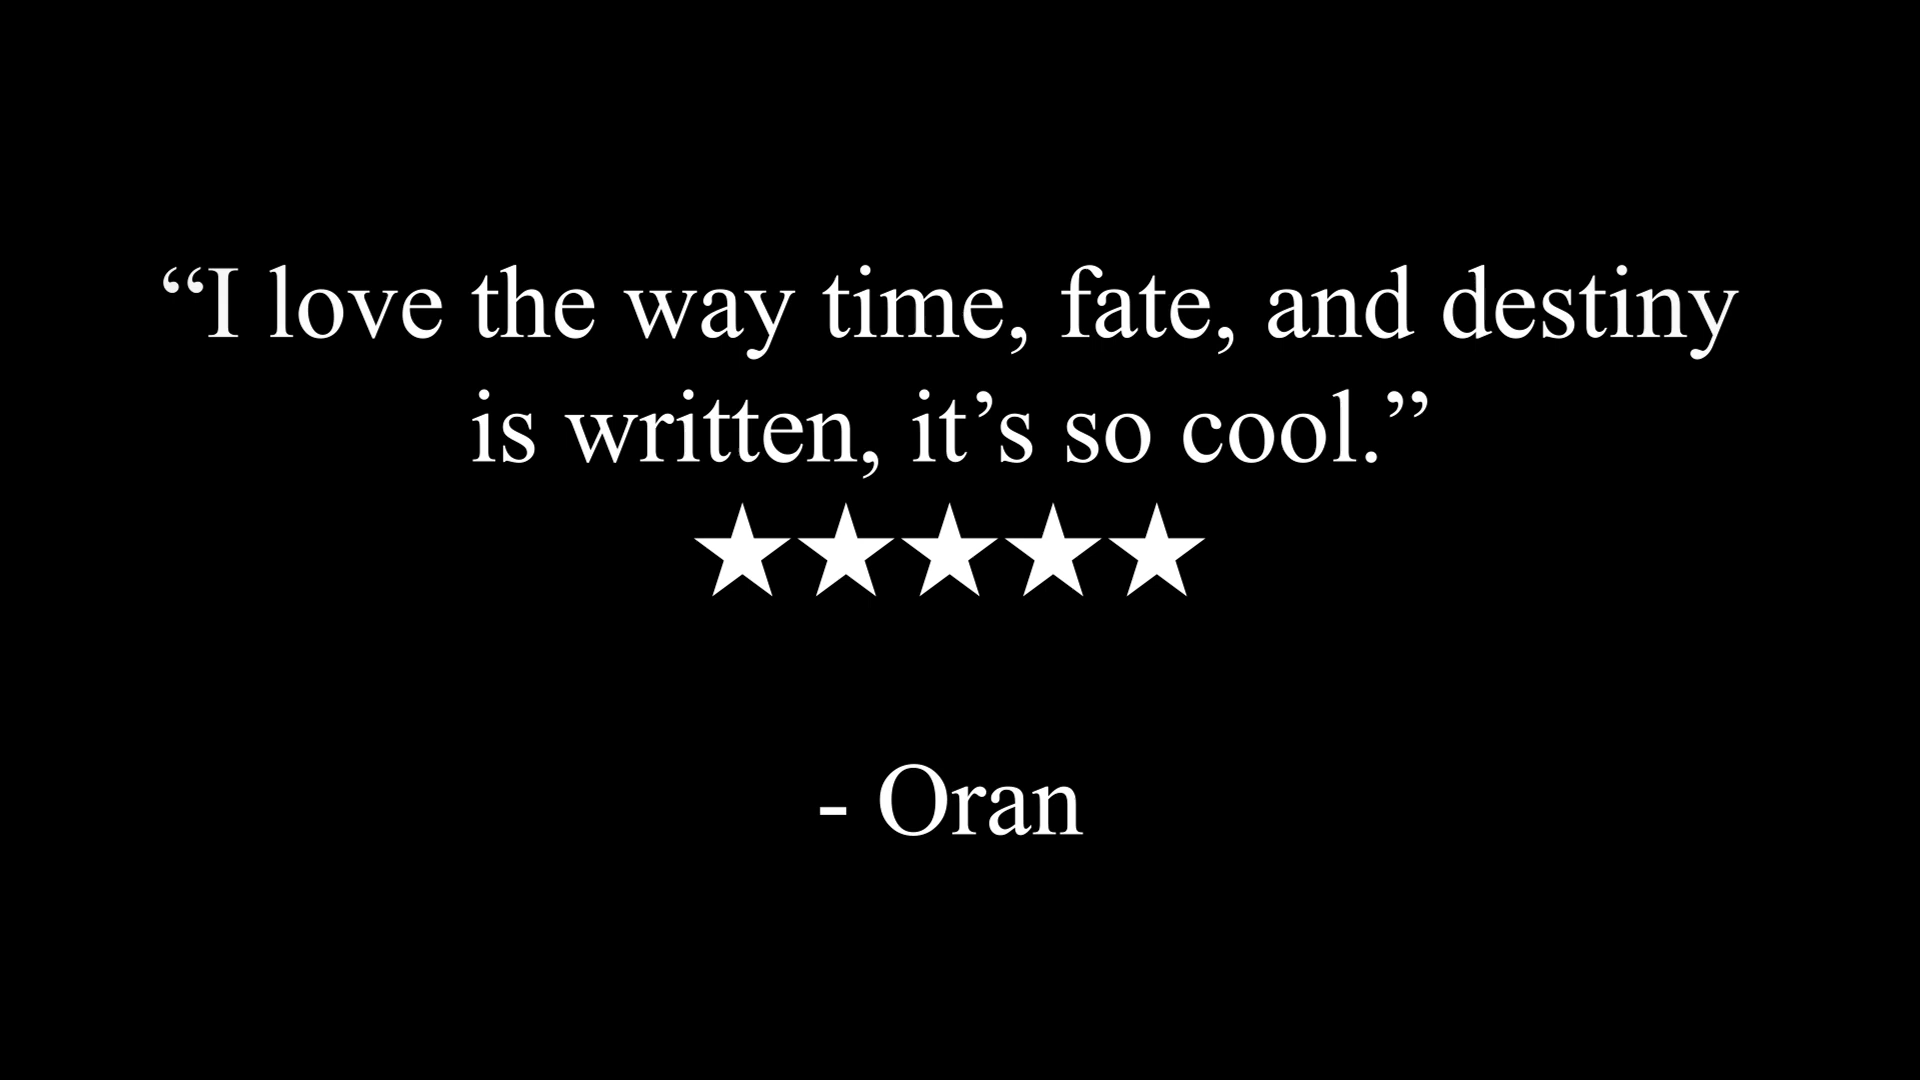 “I love the way time, fate, and destiny
is written, it’s so cool.”
★★★★★
- Oran